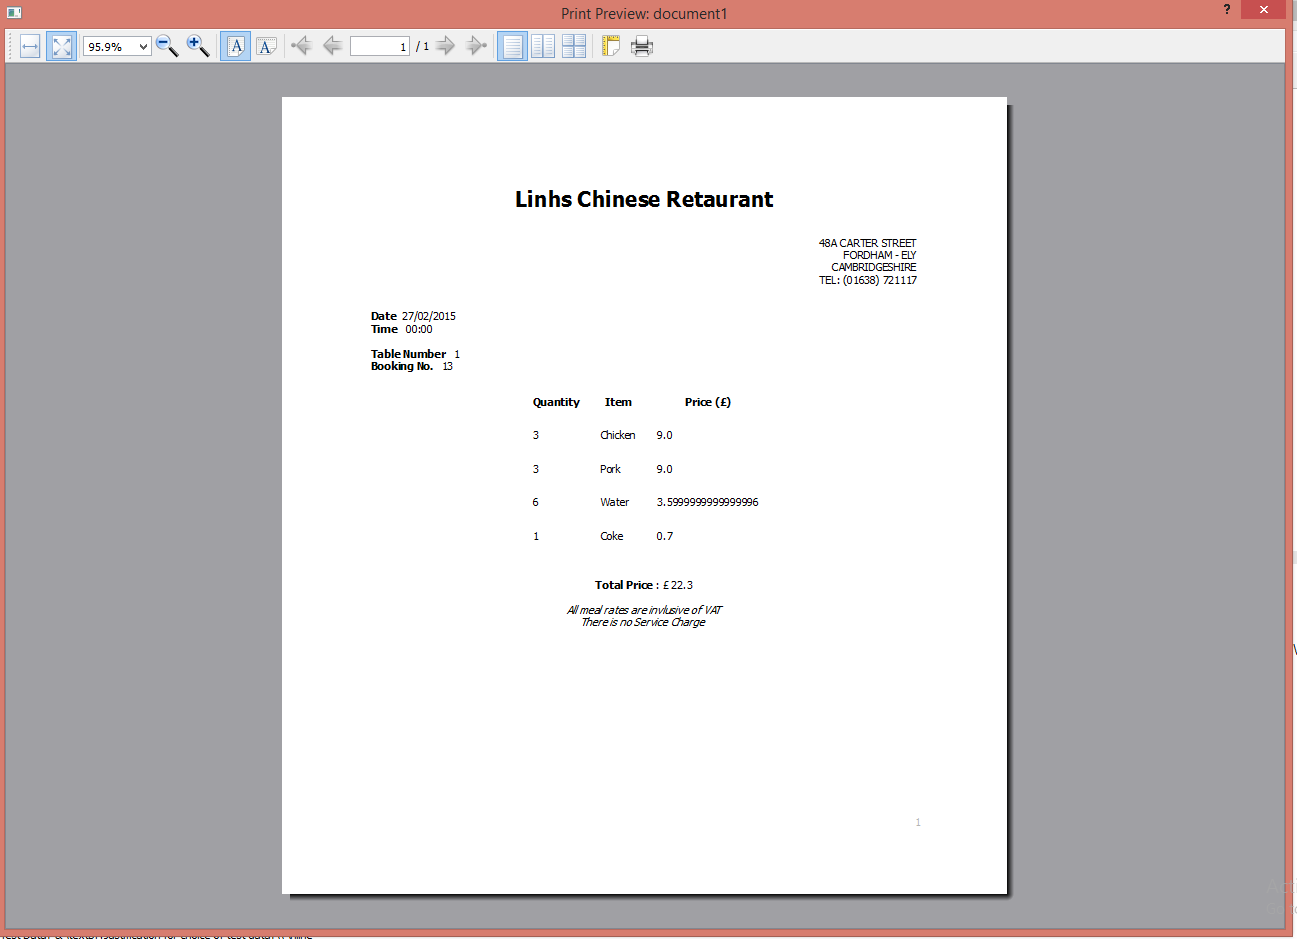 Print Preview: document1
?
95.9%
A A
1 / 1
Linhs Chinese Retaurant
48A CARTER STREET
FORDHAM - ELY
CAMBRIDGESHIRE
TEL: (01638) 721117
Date 27/02/2015
Time 00:00
Table Number 1
Booking No. 13
Quantity Item Price (£)
3 Chicken 9.0
3 Pork 9.0
6 Water 3.5999999999999996
1 Coke 0.7
Total Price : £ 22.3
All meal rates are invlusive of VAT
There is no Service Charge
1